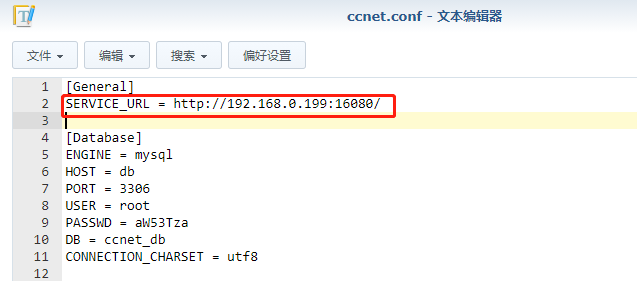 ccnet.conf - 文本编辑器
文件 编辑 搜索 偏好设置
1 [General]
2 SERVICE_URL = http://192.168.0.199:16080/
3
4 [Database]
5 ENGINE = mysql
6 HOST = db
7 PORT = 3306
8 USER = root
9 PASSWD = aW53Tza
10 DB = ccnet_db
11 CONNECTION_CHARSET = utf8
12